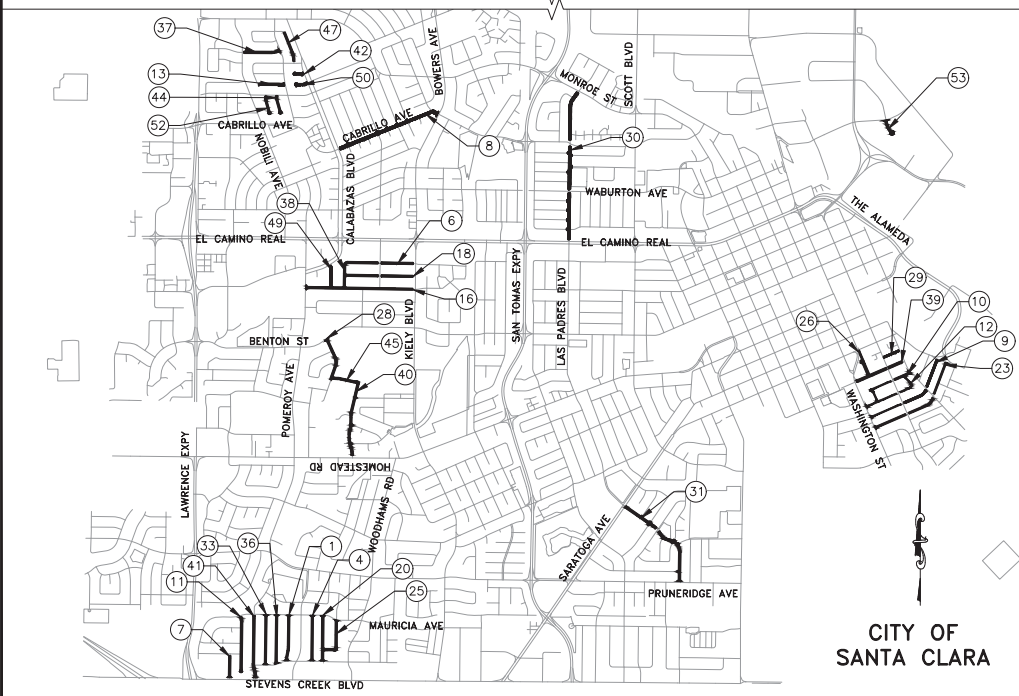 37
47
42
13
50
44
52
CABRILLO AVE
NOBILI AVE
CABRILLO AVE
BOWERS AVE
8
MONROE ST
SCOTT BLVD
30
53
WABURTON AVE
CALABAZAS BLVD
38
49
6
EL CAMINO REAL
EL CAMINO REAL
THE ALAMEDA
18
16
SAN TOMAS EXPY
LAS PADRES BLVD
KIELY BLVD
28
BENTON ST
45
40
POMEROY AVE
29
39
10
12
9
23
26
WASHINGTON ST
LAWRENCE EXPY
HOMESTEAD RD
WOODHAMS RD
31
SARATOGA AVE
PRUNERIDGE AVE
36
33
41
11
7
1
4
20
25
MAURICIA AVE
STEVENS CREEK BLVD
CITY OF
SANTA CLARA